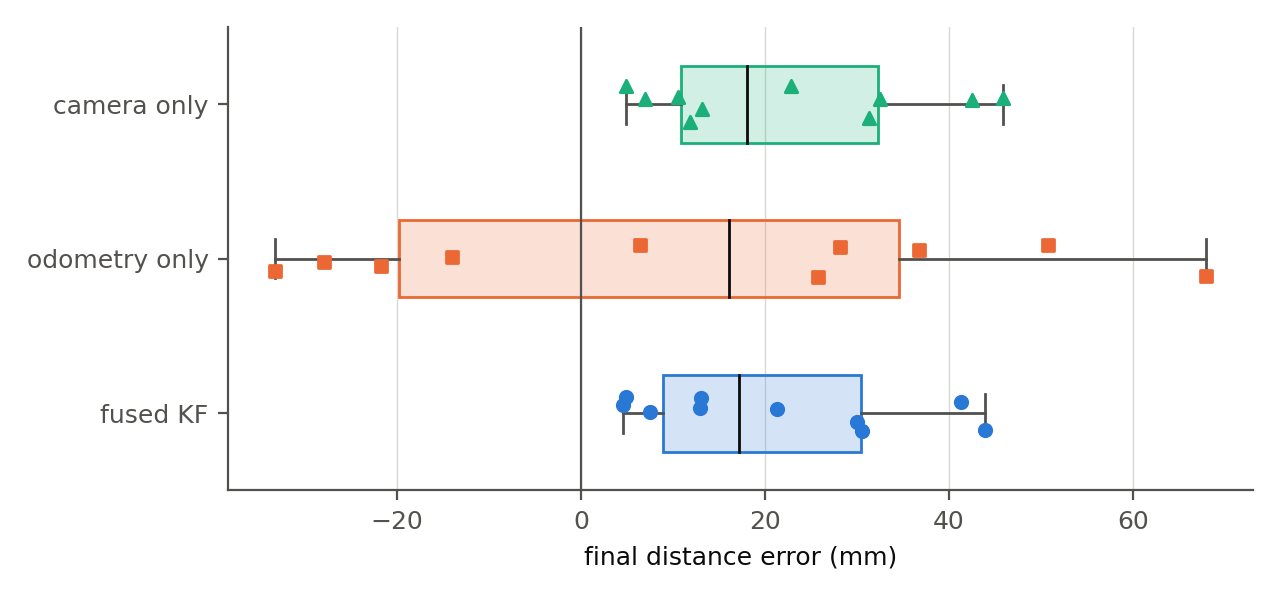 camera only
odometry only
fused KF
−20 0 20 40 60
final distance error (mm)